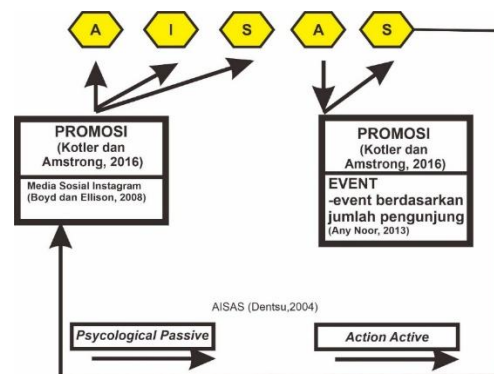 A I S A S
PROMOSI
(Kotler dan
Amstrong, 2016)
Media Sosial Instagram
(Boyd dan Ellison, 2008)
PROMOSI
(Kotler dan
Amstrong, 2016)
EVENT
-event berdasarkan
jumlah pengunjung
(Any Noor, 2013)
AISAS (Dentsu,2004)
Psycological Passive
Action Active